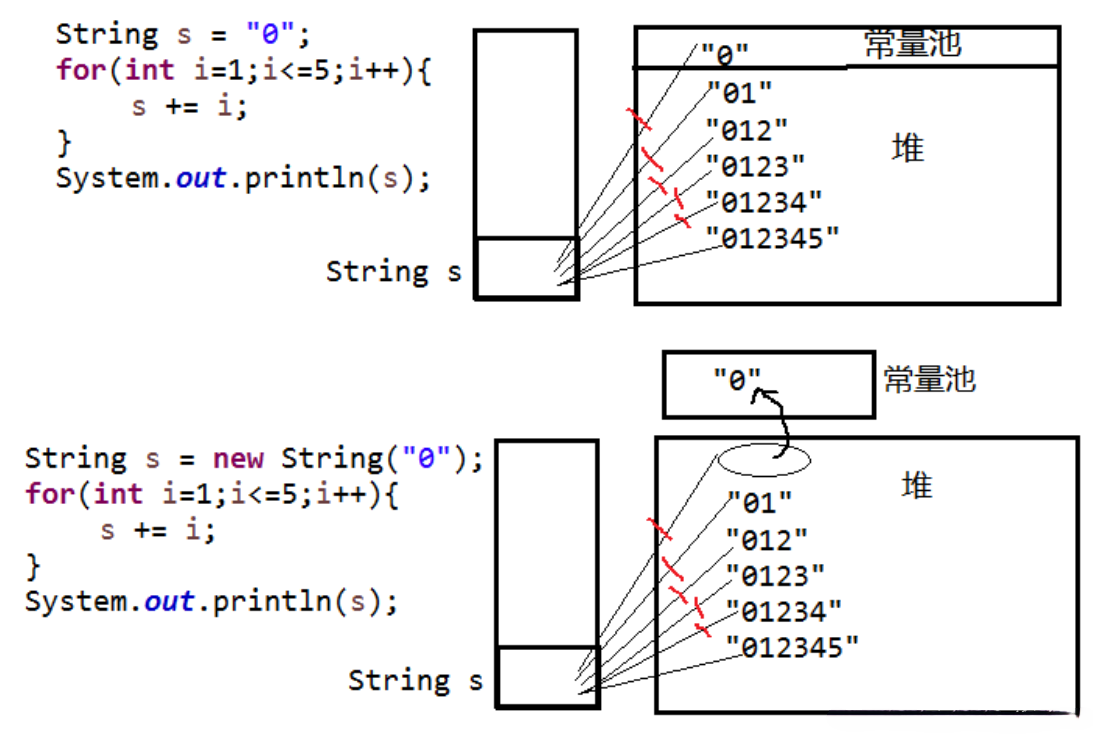 String s = "0";
for(int i=1;i<=5;i++){
s += i;
}
System.out.println(s);
String s
常量池
"0"
"01"
"012"
"0123"
"01234"
"012345"
堆
"0"
常量池
String s = new String("0");
for(int i=1;i<=5;i++){
s += i;
}
System.out.println(s);
String s
堆
"01"
"012"
"0123"
"01234"
"012345"